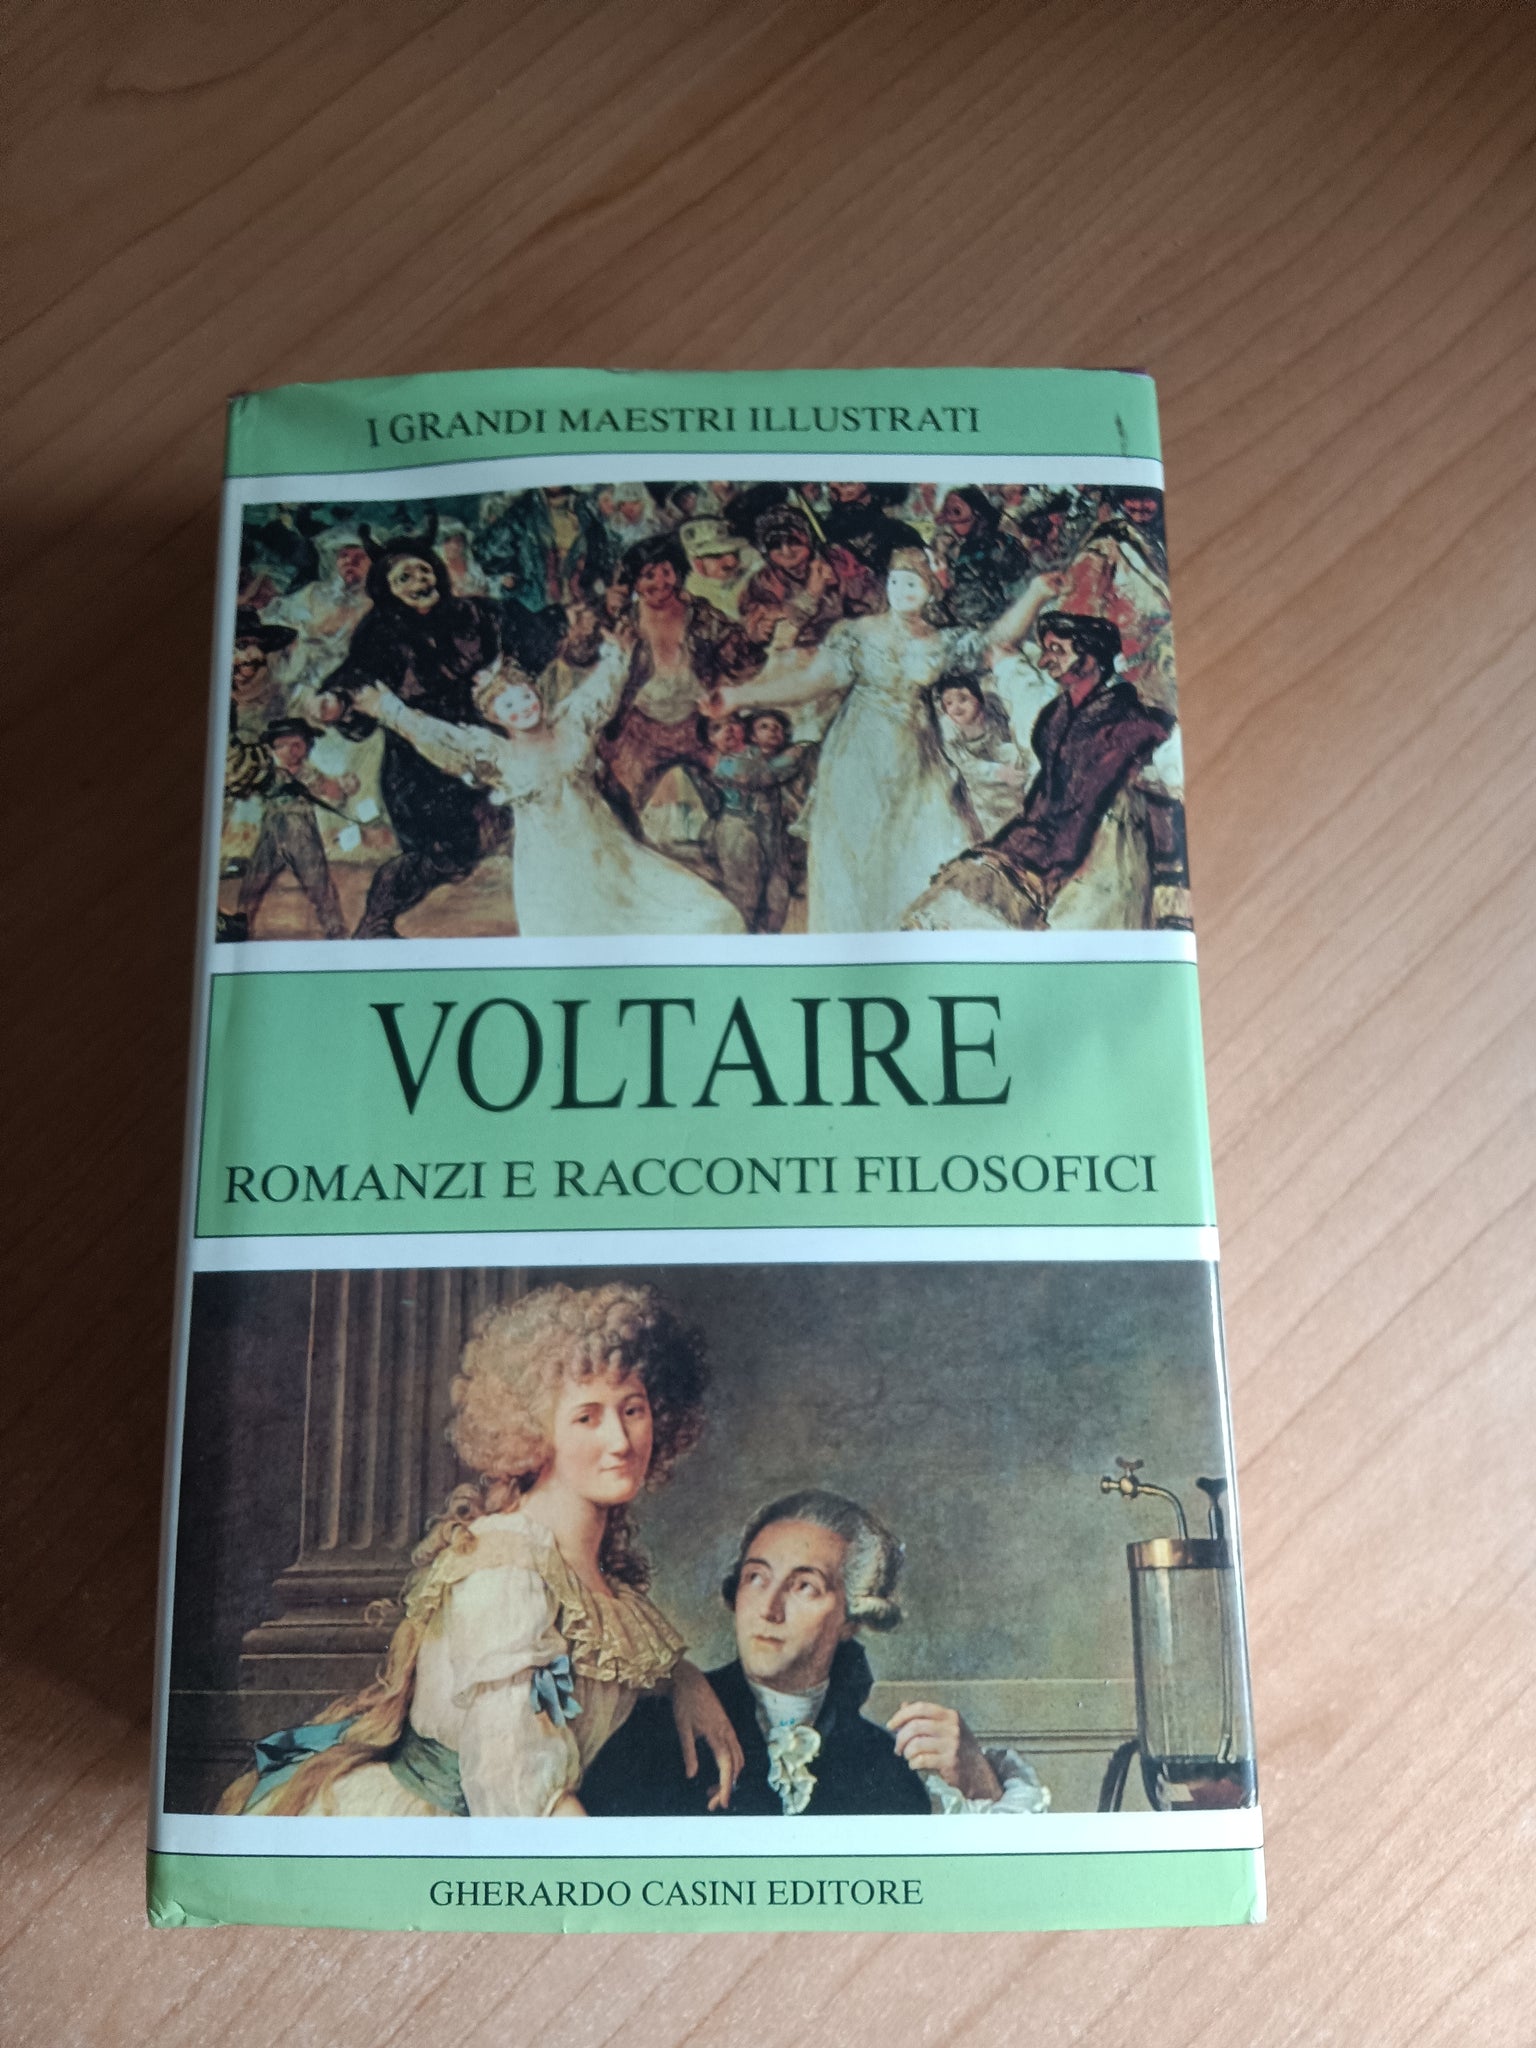 I GRANDI MAESTRI ILLUSTRATI
VOLTAIRE
ROMANZI E RACCONTI FILOSOFICI
GHERARDO CASINI EDITORE